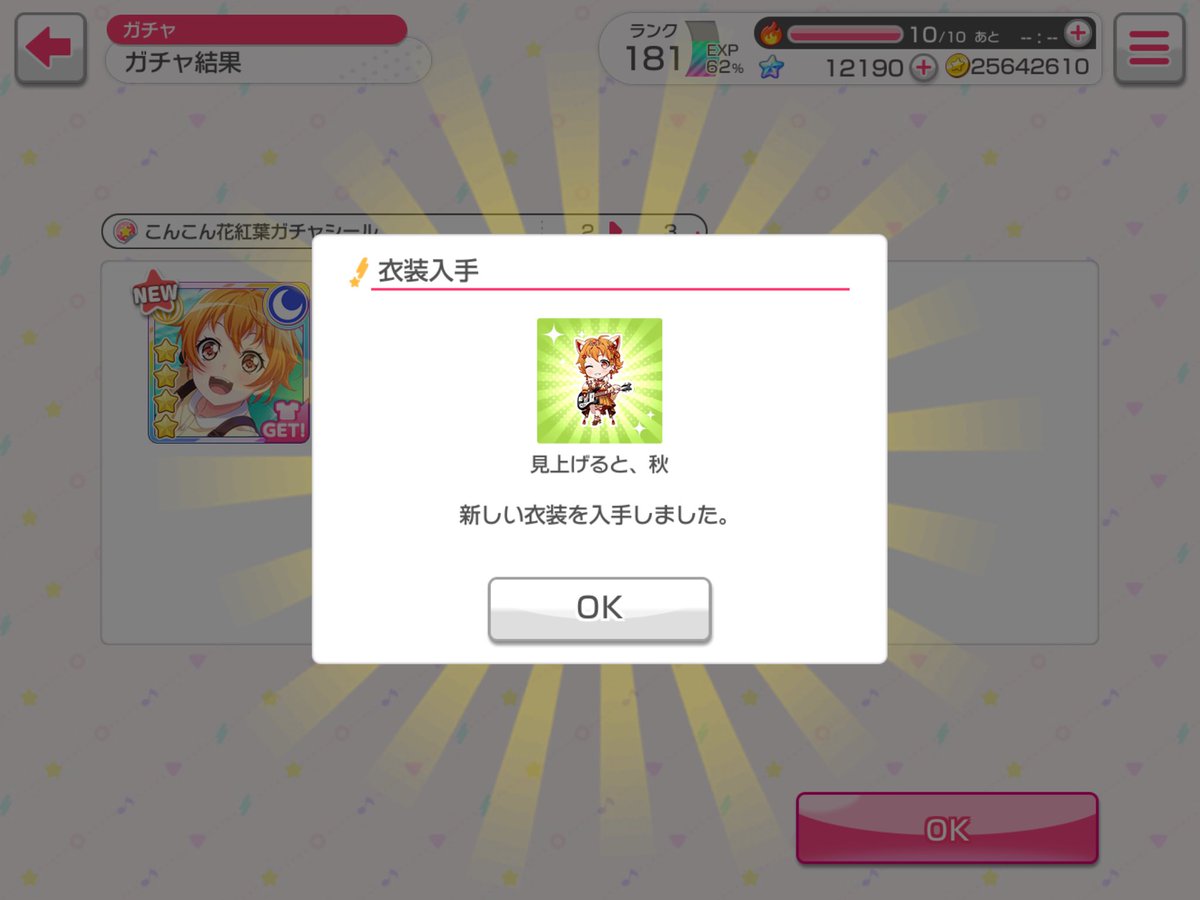 ガチャ
ガチャ結果
ランク
181
EXP
62%
10/10 あと --:--
12190
25642610
こんこん花紅葉ガチャシール 2 3
NEW
GET!
衣装入手
見上げると、秋
新しい衣装を入手しました。
OK
OK